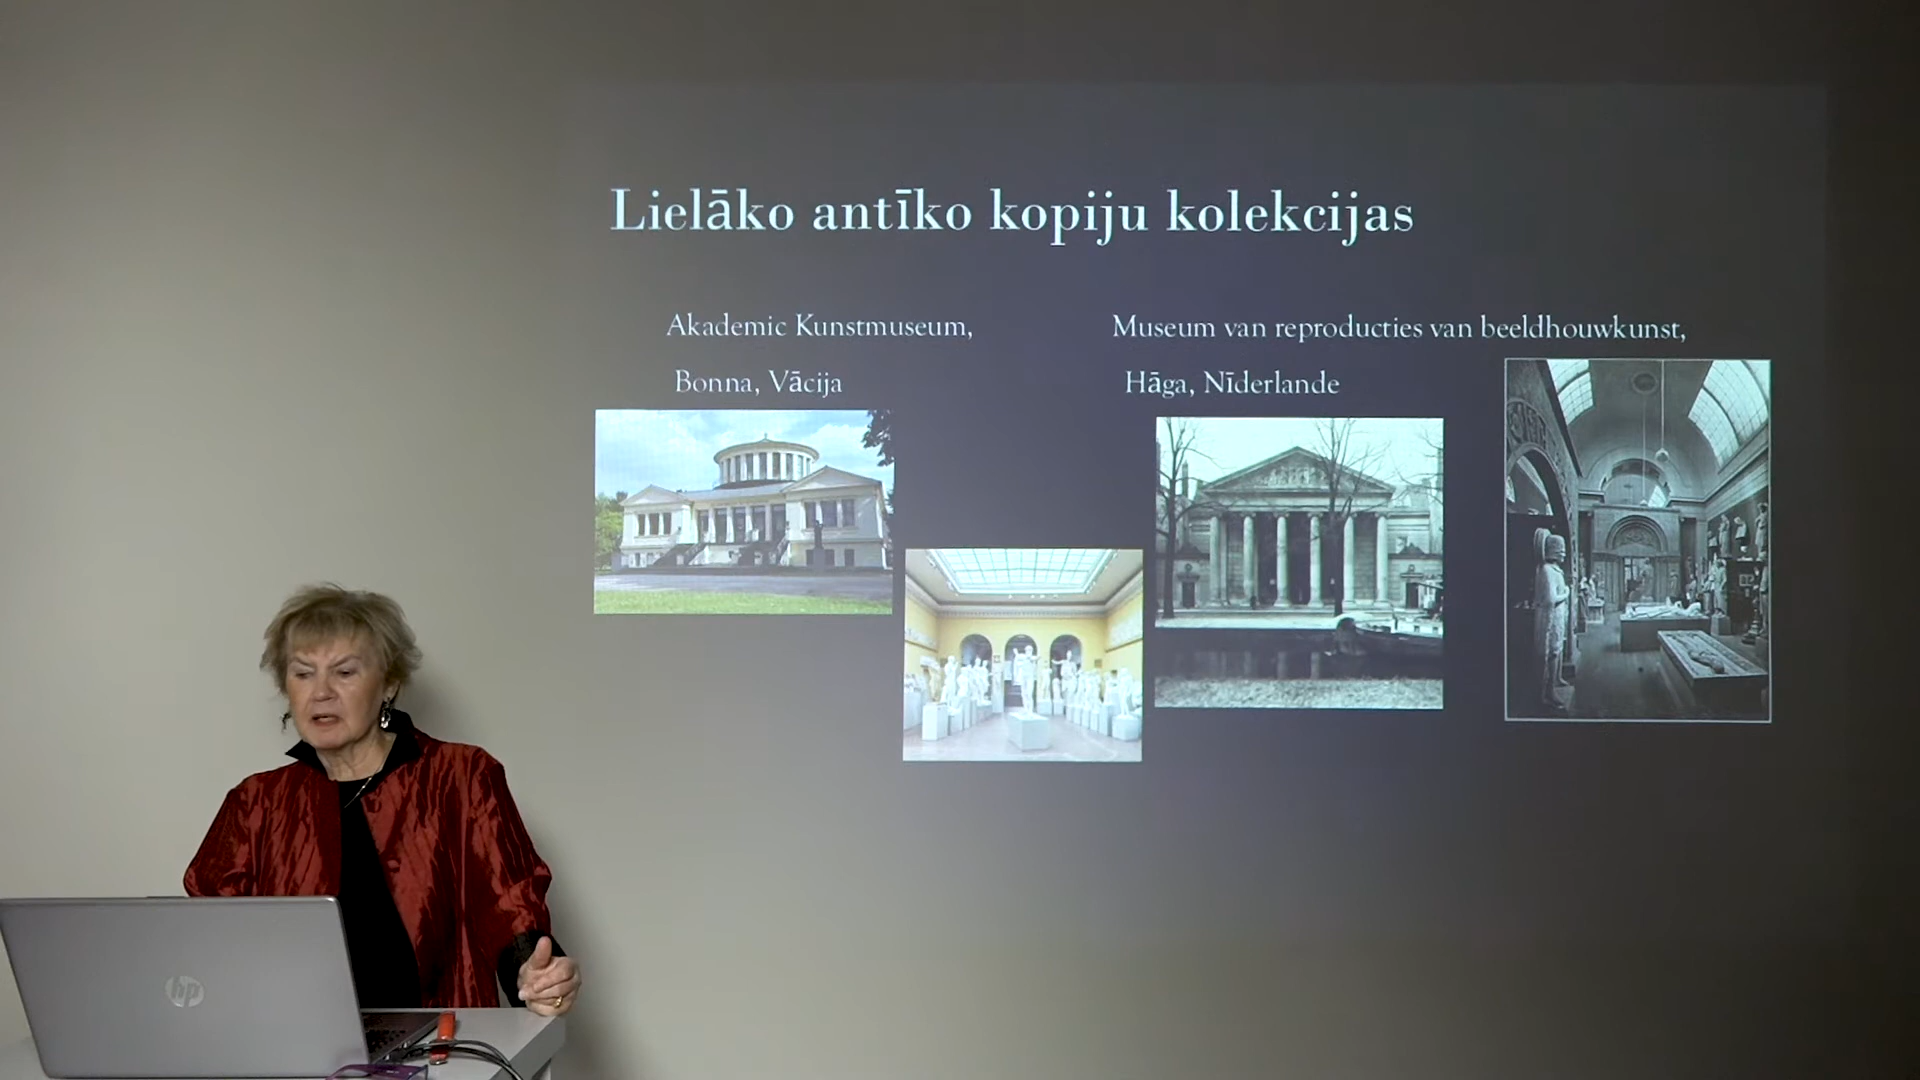 Lielāko antīko kopiju kolekcijas
Akademic Kunstmuseum,
Bonna, Vācija
Museum van reproducties van beeldhouwkunst,
Hāga, Nīderlande
hp